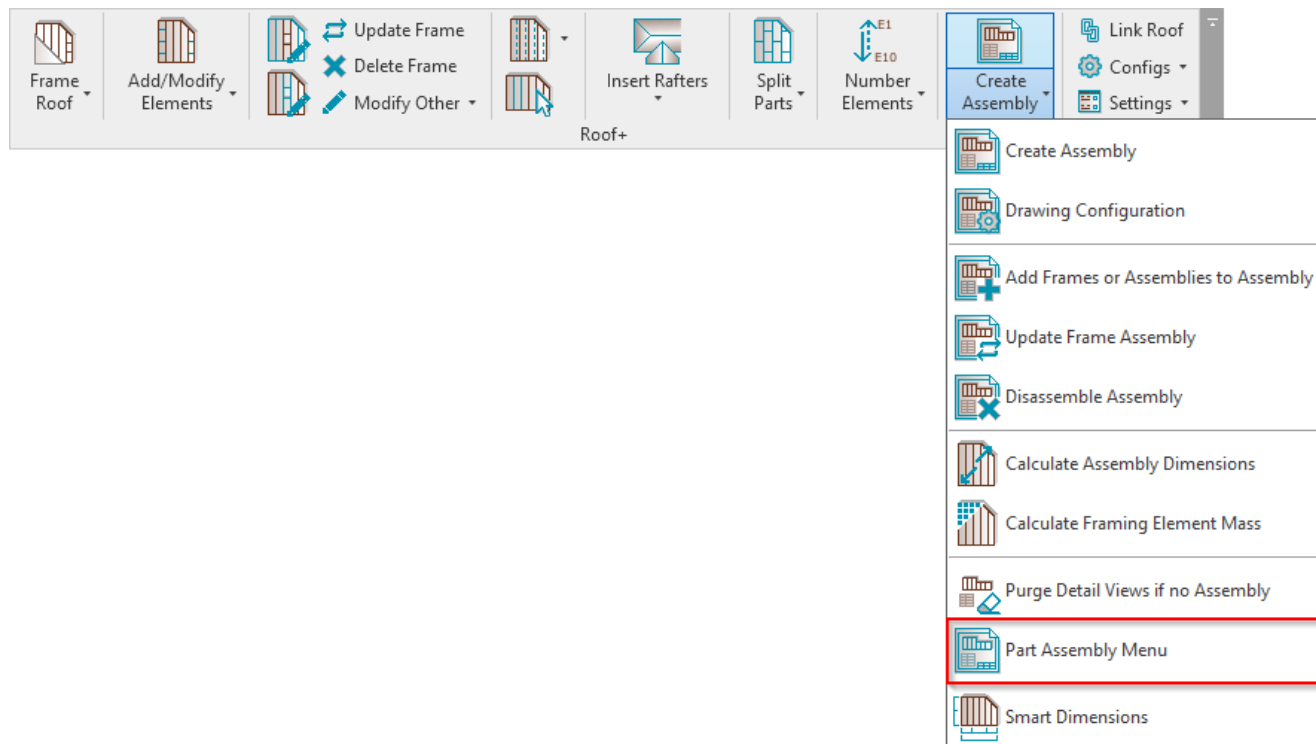 Frame
Roof
Add/Modify
Elements
Update Frame
Delete Frame
Modify Other
Insert Rafters
Split
Parts
E1
E10
Number
Elements
Create
Assembly
Link Roof
Configs
Settings
Roof+
Create Assembly
Drawing Configuration
Add Frames or Assemblies to Assembly
Update Frame Assembly
Disassemble Assembly
Calculate Assembly Dimensions
Calculate Framing Element Mass
Purge Detail Views if no Assembly
Part Assembly Menu
Smart Dimensions